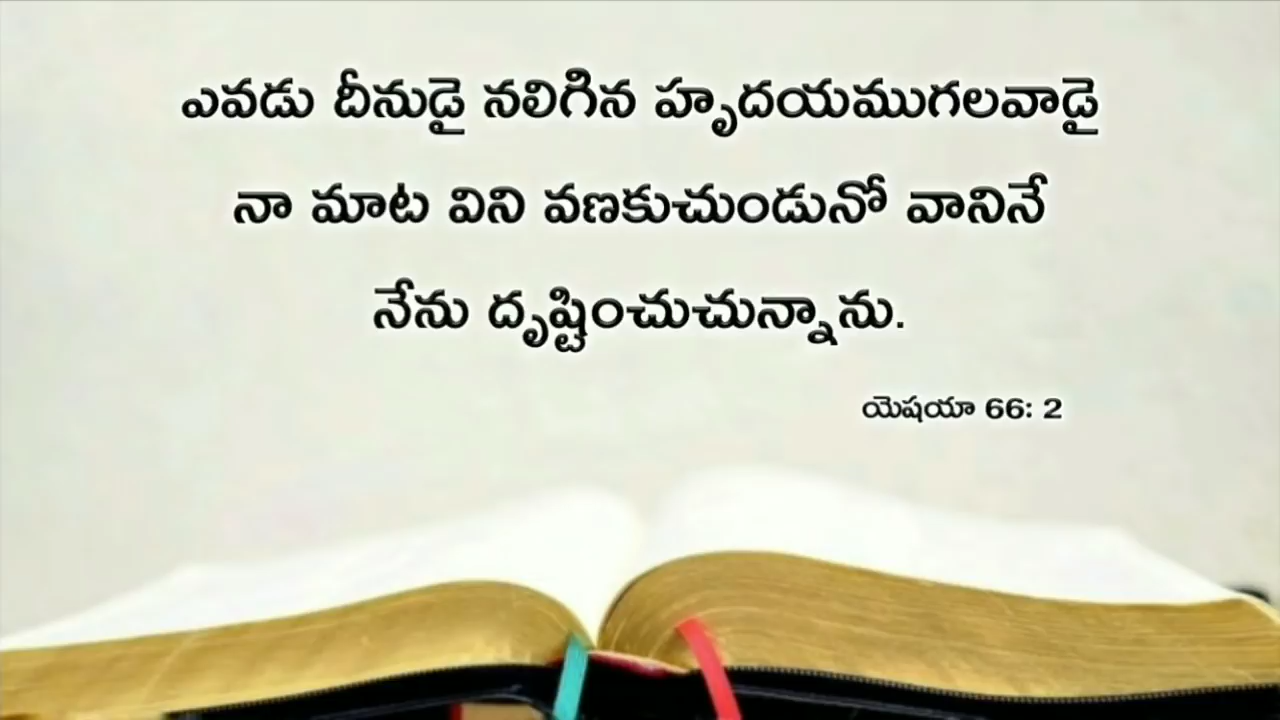 ఎవడు దీనుడై నలిగిన హృదయముగలవాడై
నా మాట విని వణకుచుండునో వానినే
నేను దృష్టించుచున్నాను.
యెషయా 66: 2